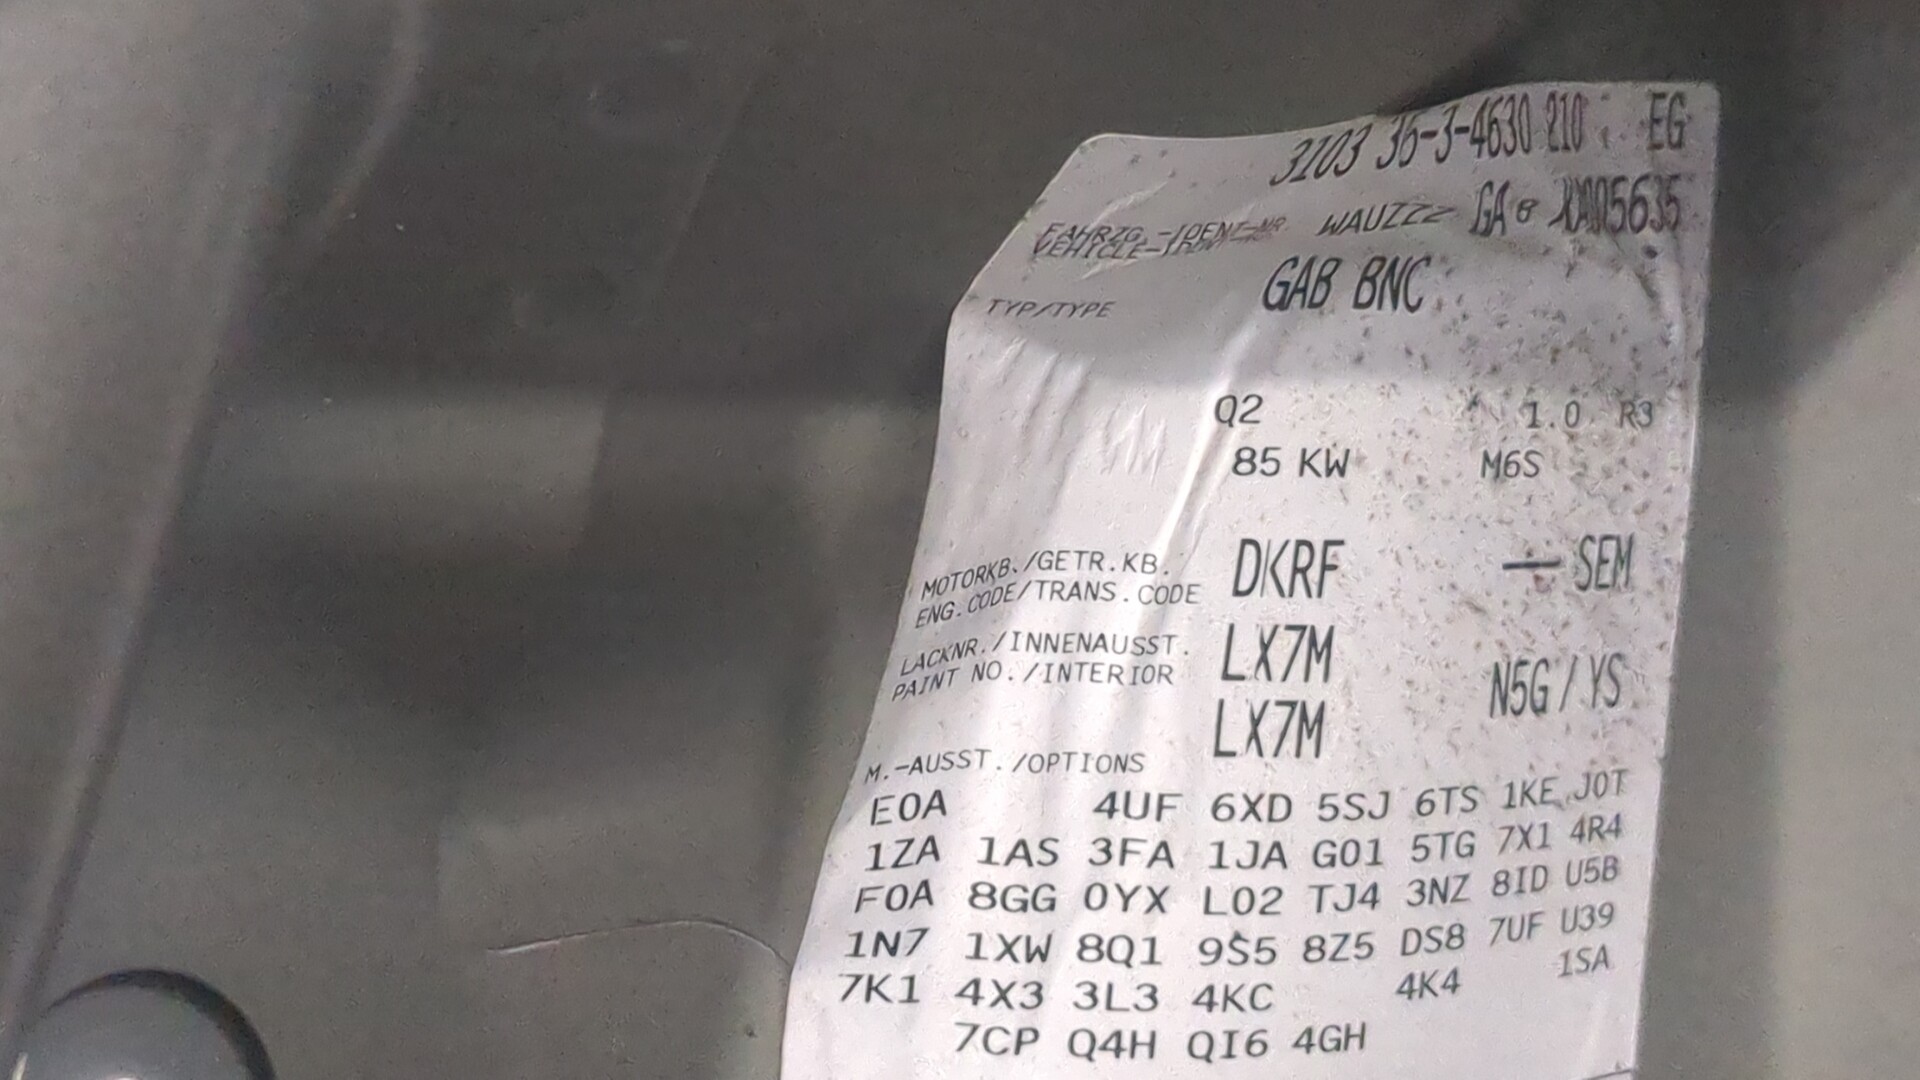 3103 36-3-4630 210 EG
FAHRZG.-IDENT-NR. WAUZZZ GA
VEHICLE-IDENT-NR.
TYP/TYPE GAB BNC
Q2 1.0 R3
85 KW M6S
MOTORKB./GETR.KB. DKRF — SEM
ENG.CODE/TRANS.CODE
LACKNR./INNENAUSST. LX7M
PAINT NO./INTERIOR N5G / YS
LX7M
M.-AUSST./OPTIONS
E0A 4UF 6XD 5SJ 6TS 1KE J0T
1ZA 1AS 3FA 1JA G01 5TG 7X1 4R4
F0A 8GG 0YX L02 TJ4 3NZ 8ID U5B
1N7 1XW 8Q1 9S5 8Z5 DS8 7UF U39
7K1 4X3 3L3 4KC 4K4 1SA
7CP Q4H QI6 4GH